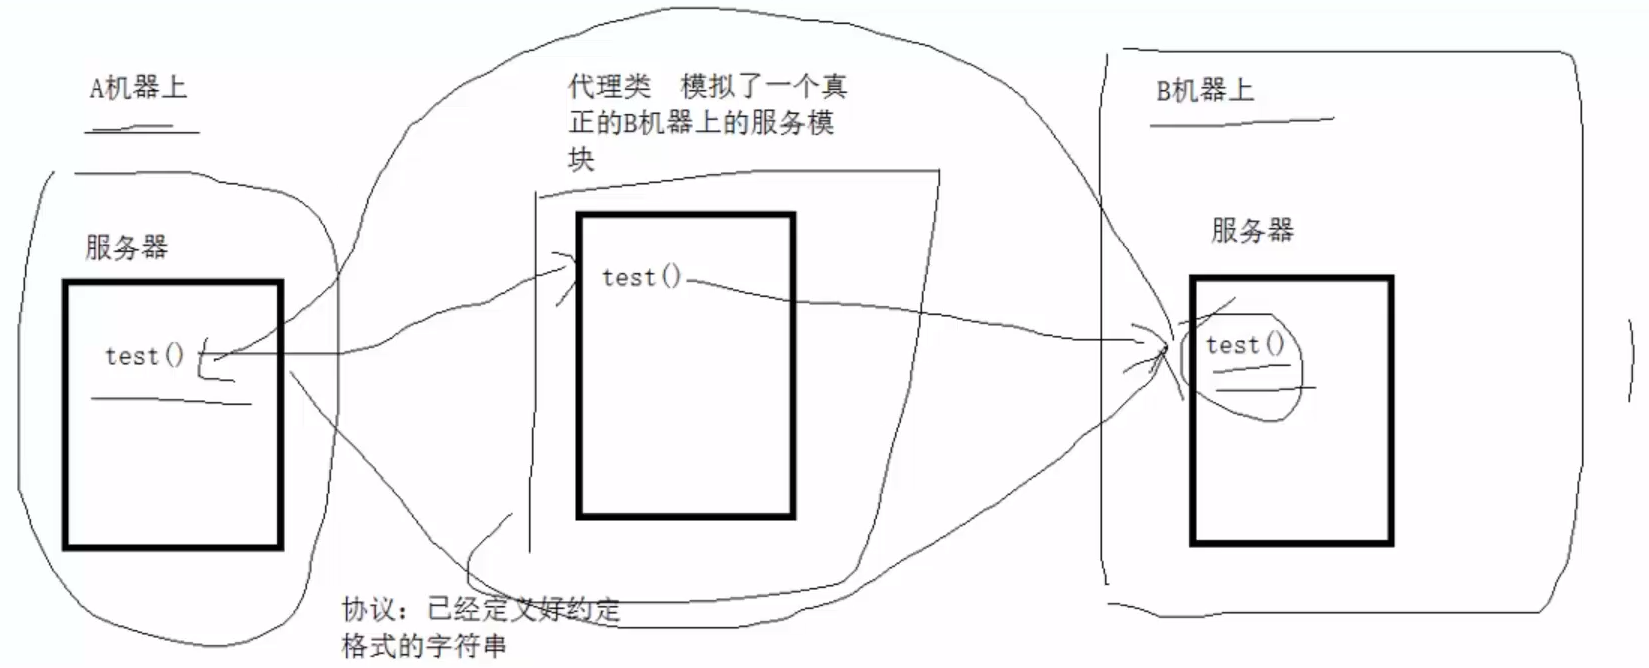 A机器上
服务器
test()
代理类 模拟了一个真
正的B机器上的服务模
块
test()
协议：已经定义好约定
格式的字符串
B机器上
服务器
test()